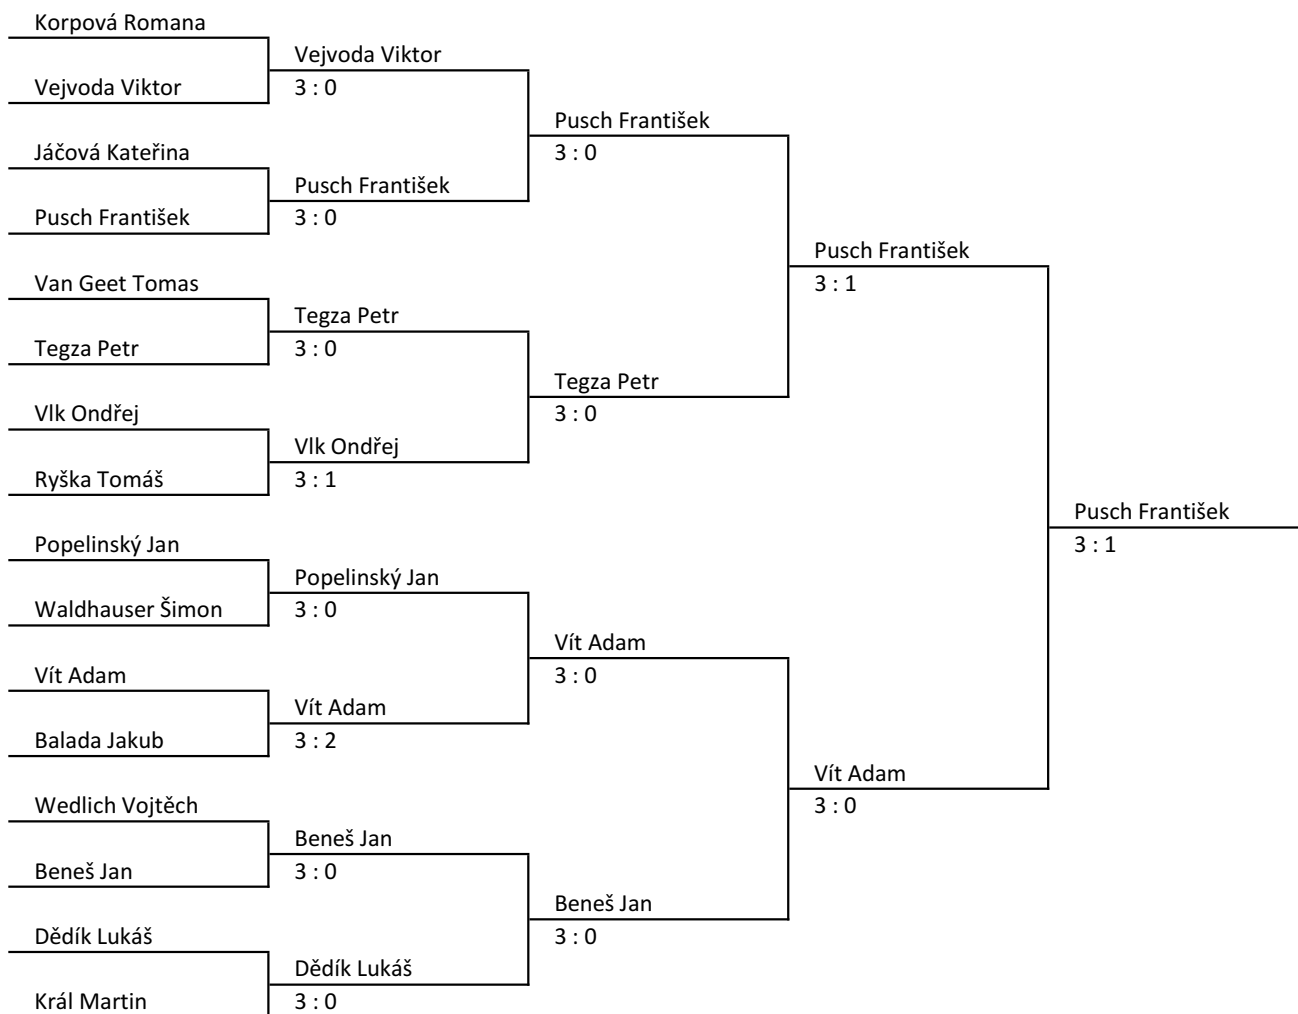 Korpová Romana
Vejvoda Viktor
3 : 0
Vejvoda Viktor
Pusch František
3 : 0
Jáčová Kateřina
Pusch František
3 : 0
Pusch František
Pusch František
3 : 1
Van Geet Tomas
Tegza Petr
3 : 0
Tegza Petr
Tegza Petr
3 : 0
Vlk Ondřej
Vlk Ondřej
3 : 1
Ryška Tomáš
Pusch František
3 : 1
Popelinský Jan
Popelinský Jan
3 : 0
Waldhauser Šimon
Vít Adam
3 : 0
Vít Adam
Vít Adam
3 : 2
Balada Jakub
Vít Adam
3 : 0
Wedlich Vojtěch
Beneš Jan
3 : 0
Beneš Jan
Beneš Jan
3 : 0
Dědík Lukáš
Dědík Lukáš
3 : 0
Král Martin